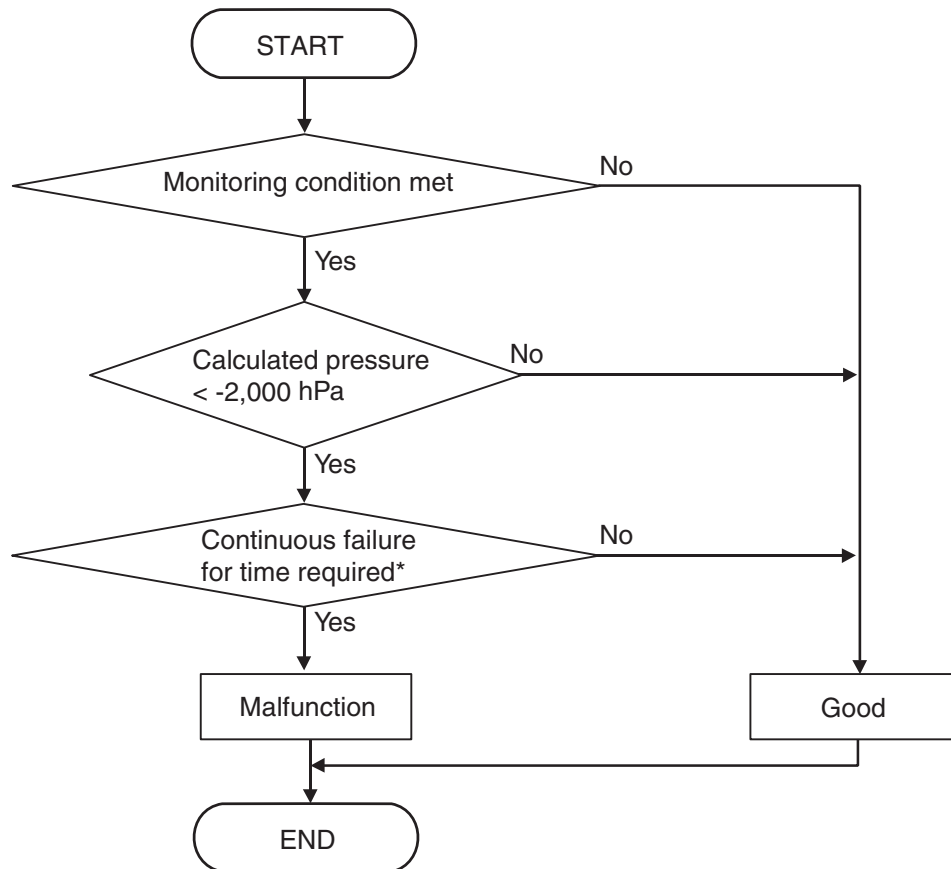 START
Monitoring condition met
No
Yes
Calculated pressure
< -2,000 hPa
No
Yes
Continuous failure
for time required*
No
Yes
Malfunction
Good
END